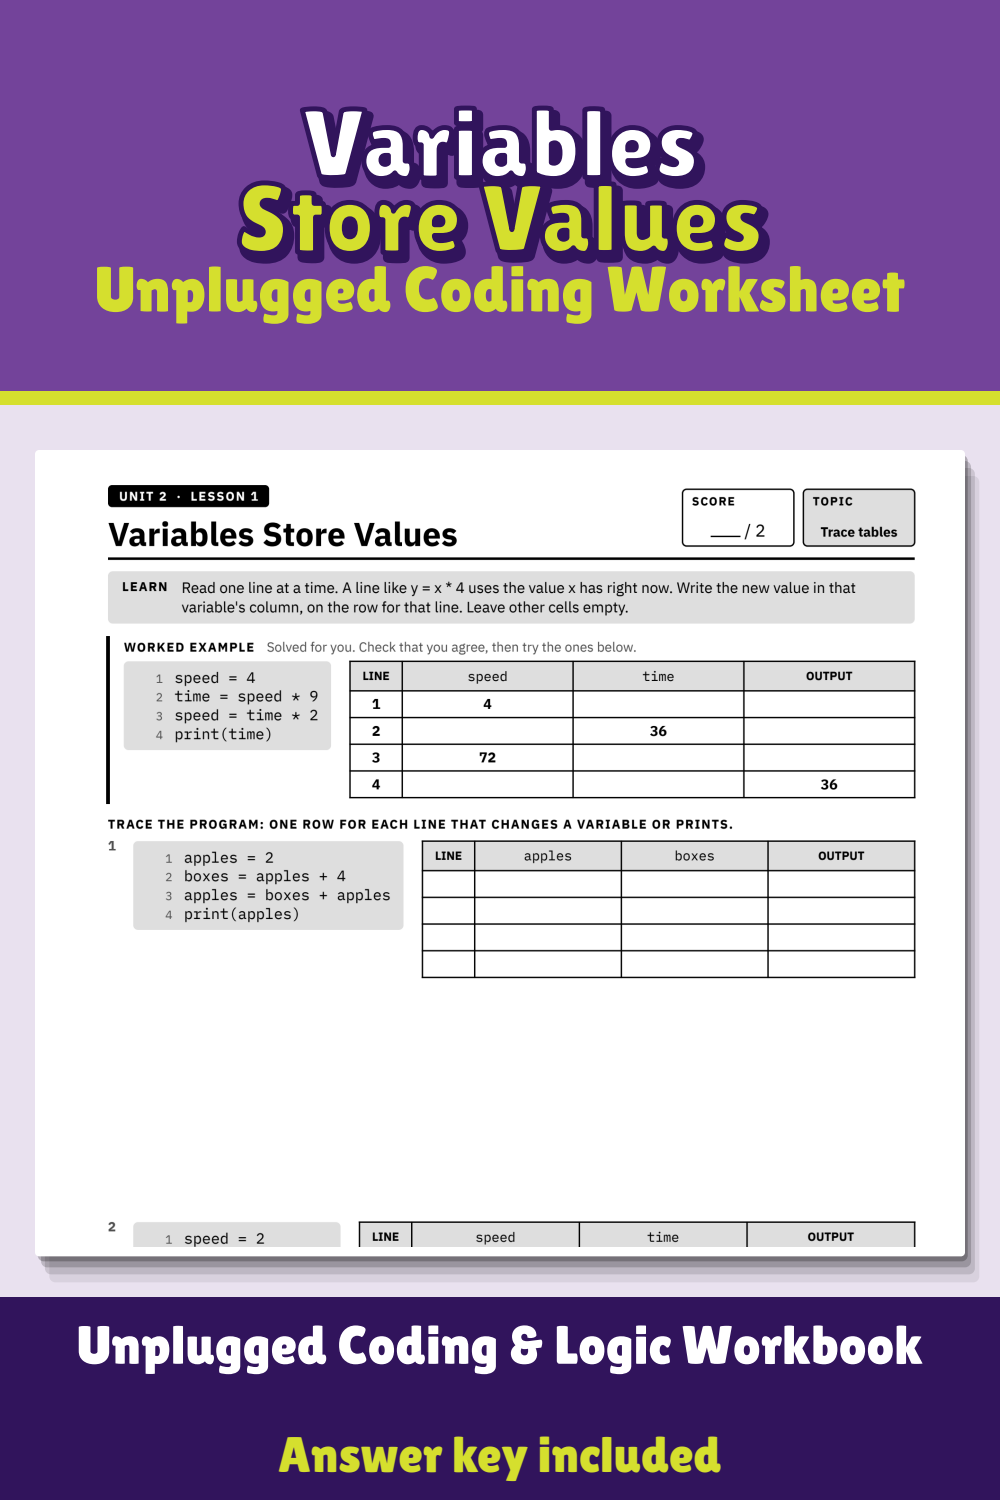 Variables
Store Values
Unplugged Coding Worksheet
UNIT 2 · LESSON 1
Variables Store Values
SCORE
___ / 2
TOPIC
Trace tables
LEARN Read one line at a time. A line like y = x * 4 uses the value x has right now. Write the new value in that
variable's column, on the row for that line. Leave other cells empty.
WORKED EXAMPLE Solved for you. Check that you agree, then try the ones below.
1 speed = 4
2 time = speed * 9
3 speed = time * 2
4 print(time)
LINE speed time OUTPUT
1 4
2 36
3 72
4 36
TRACE THE PROGRAM: ONE ROW FOR EACH LINE THAT CHANGES A VARIABLE OR PRINTS.
1
1 apples = 2
2 boxes = apples + 4
3 apples = boxes + apples
4 print(apples)
LINE apples boxes OUTPUT
2
1 speed = 2
LINE speed time OUTPUT
Unplugged Coding & Logic Workbook
Answer key included